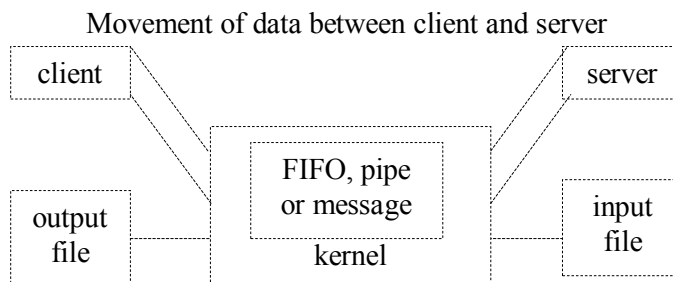 Movement of data between client and server
client
server
FIFO, pipe
or message
kernel
output
file
input
file